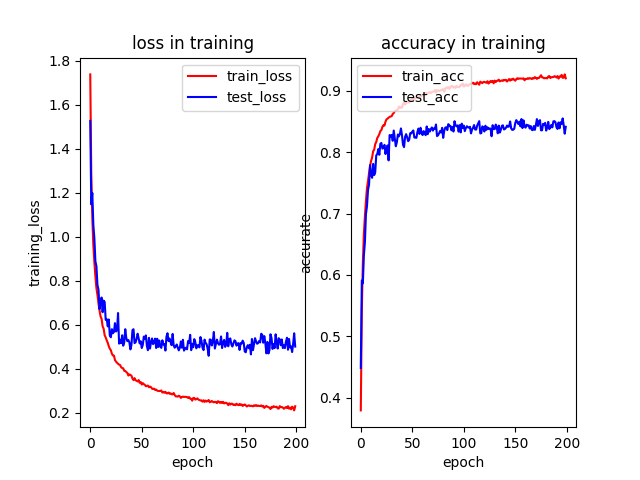 loss in training
1.8
1.6
1.4
1.2
1.0
0.8
0.6
0.4
0.2
training_loss
train_loss
test_loss
0 50 100 150 200
epoch
accuracy in training
0.9
0.8
0.7
0.6
0.5
0.4
accurate
train_acc
test_acc
0 50 100 150 200
epoch